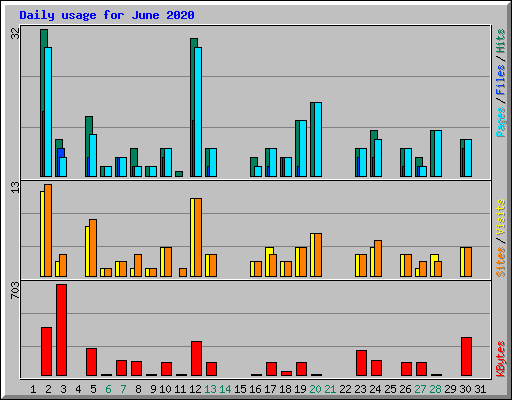 Daily usage for June 2020
32
Pages / Files / Hits
13
Sites / Visits
703
KBytes
1 2 3 4 5 6 7 8 9 10 11 12 13 14 15 16 17 18 19 20 21 22 23 24 25 26 27 28 29 30 31